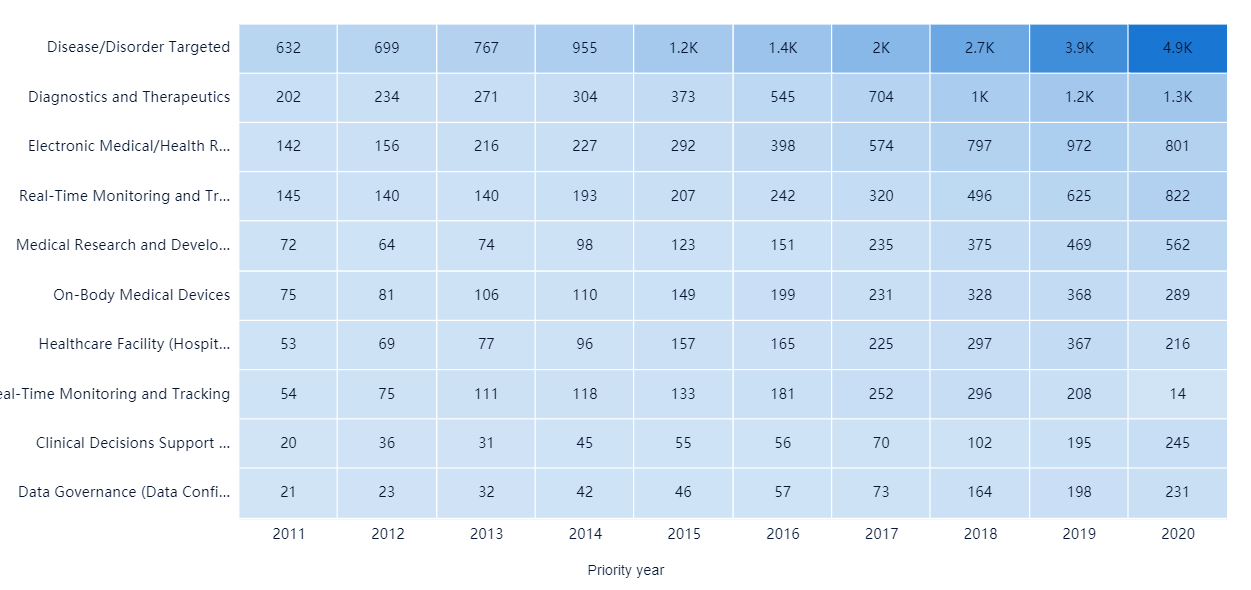 Disease/Disorder Targeted 632 699 767 955 1.2K 1.4K 2K 2.7K 3.9K 4.9K
Diagnostics and Therapeutics 202 234 271 304 373 545 704 1K 1.2K 1.3K
Electronic Medical/Health R... 142 156 216 227 292 398 574 797 972 801
Real-Time Monitoring and Tr... 145 140 140 193 207 242 320 496 625 822
Medical Research and Develo... 72 64 74 98 123 151 235 375 469 562
On-Body Medical Devices 75 81 106 110 149 199 231 328 368 289
Healthcare Facility (Hospit... 53 69 77 96 157 165 225 297 367 216
eal-Time Monitoring and Tracking 54 75 111 118 133 181 252 296 208 14
Clinical Decisions Support ... 20 36 31 45 55 56 70 102 195 245
Data Governance (Data Confi... 21 23 32 42 46 57 73 164 198 231
2011 2012 2013 2014 2015 2016 2017 2018 2019 2020
Priority year